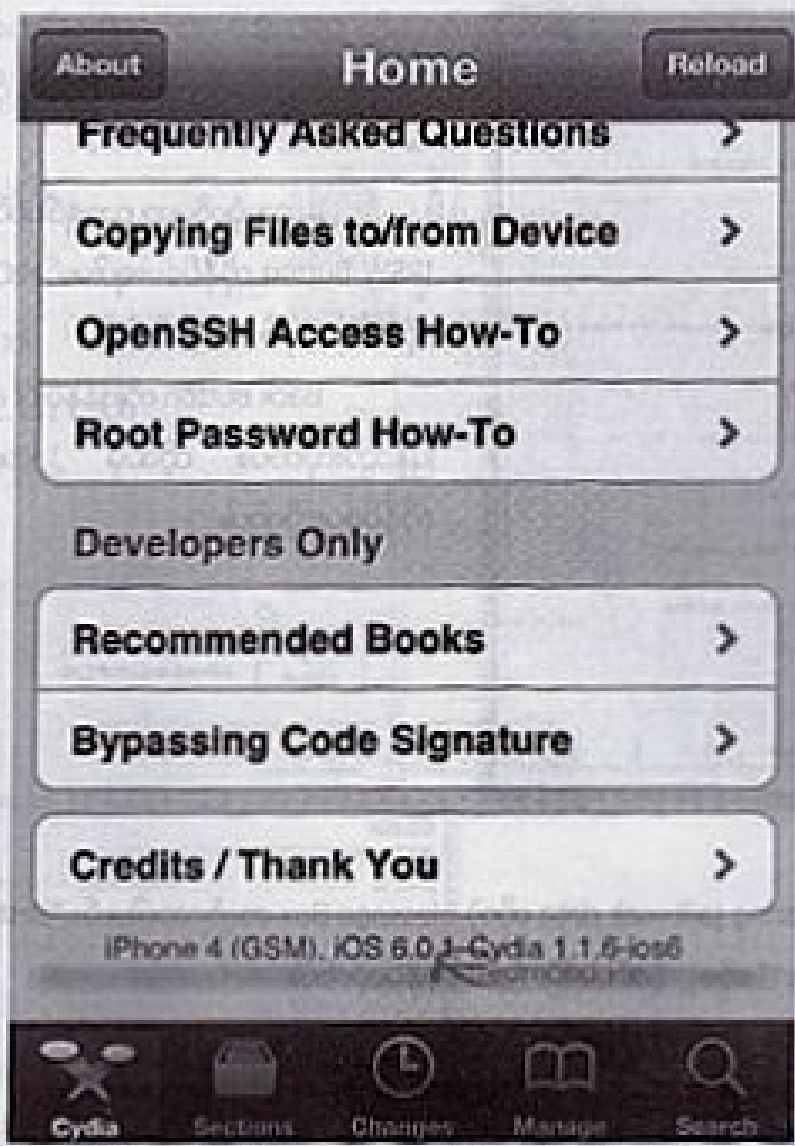 About Home Reload
Frequently Asked Questions
Copying Files to/from Device
OpenSSH Access How-To
Root Password How-To
Developers Only
Recommended Books
Bypassing Code Signature
Credits / Thank You
iPhone 4 (GSM), iOS 6.0.1-Cydia 1.1.6-ios6
Cydia Sections Changes Manage Search